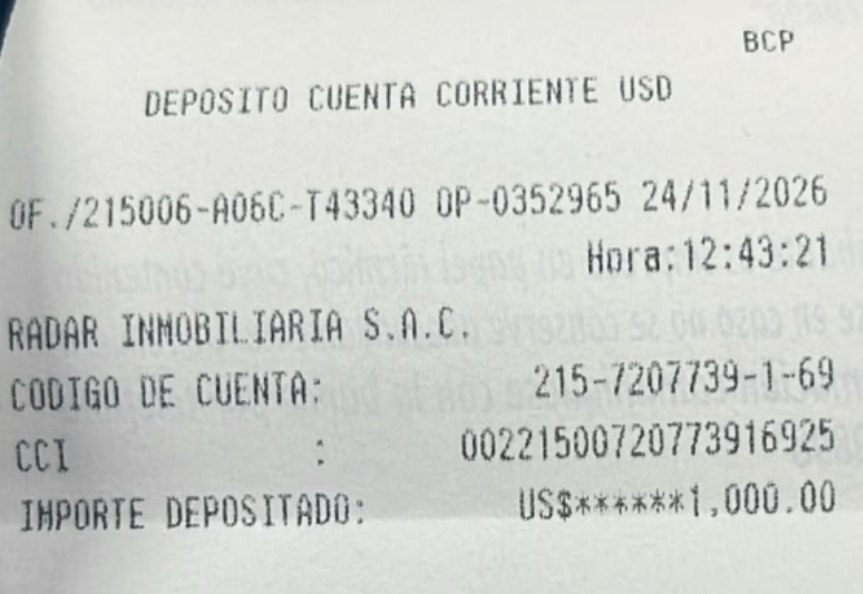 BCP
DEPOSITO CUENTA CORRIENTE USD
OF./215006-A06C-T43340 OP-0352965 24/11/2026
Hora:12:43:21
RADAR INMOBILIARIA S.A.C.
CODIGO DE CUENTA: 215-7207739-1-69
CCI : 00221500720773916925
IMPORTE DEPOSITADO: US$******1,000.00